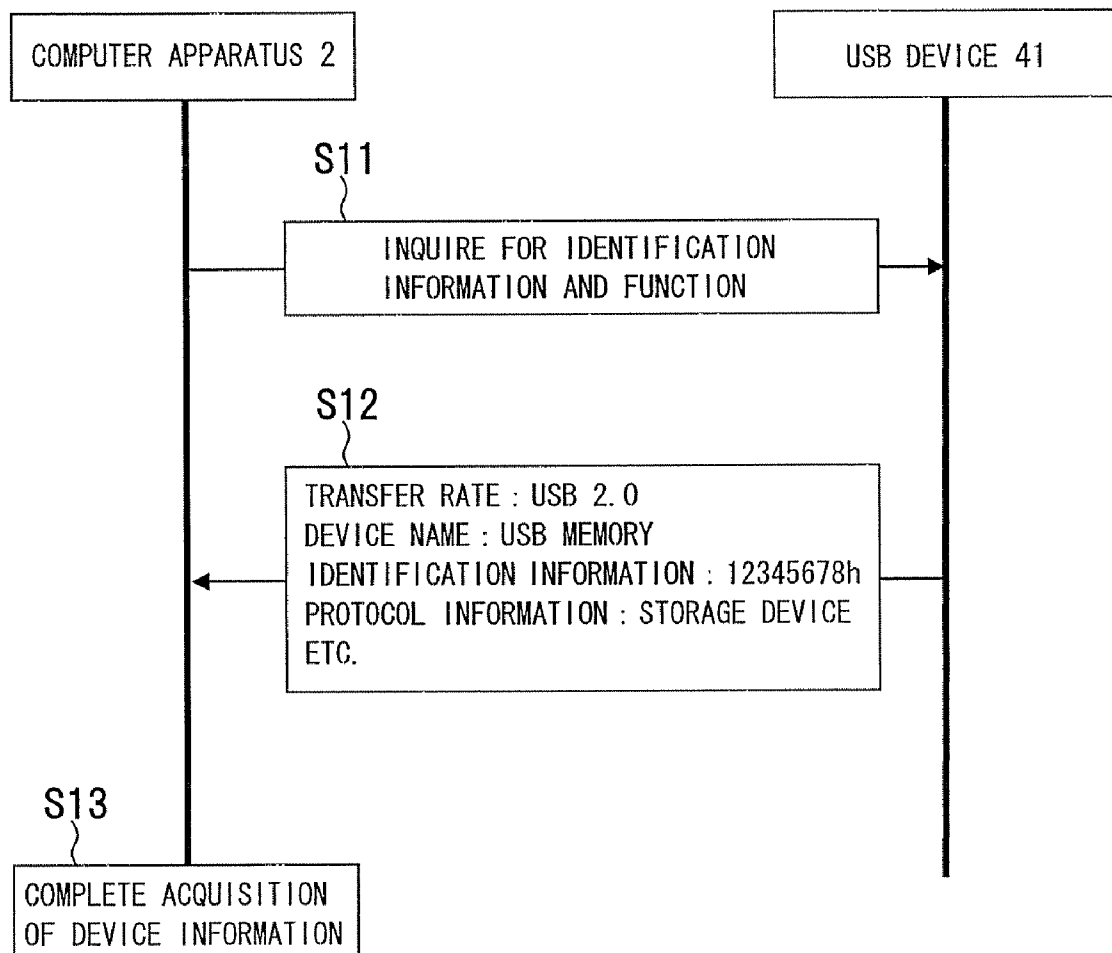 COMPUTER APPARATUS 2
USB DEVICE 41
S11
INQUIRE FOR IDENTIFICATION
INFORMATION AND FUNCTION
S12
TRANSFER RATE : USB 2.0
DEVICE NAME : USB MEMORY
IDENTIFICATION INFORMATION : 12345678h
PROTOCOL INFORMATION : STORAGE DEVICE
ETC.
S13
COMPLETE ACQUISITION
OF DEVICE INFORMATION